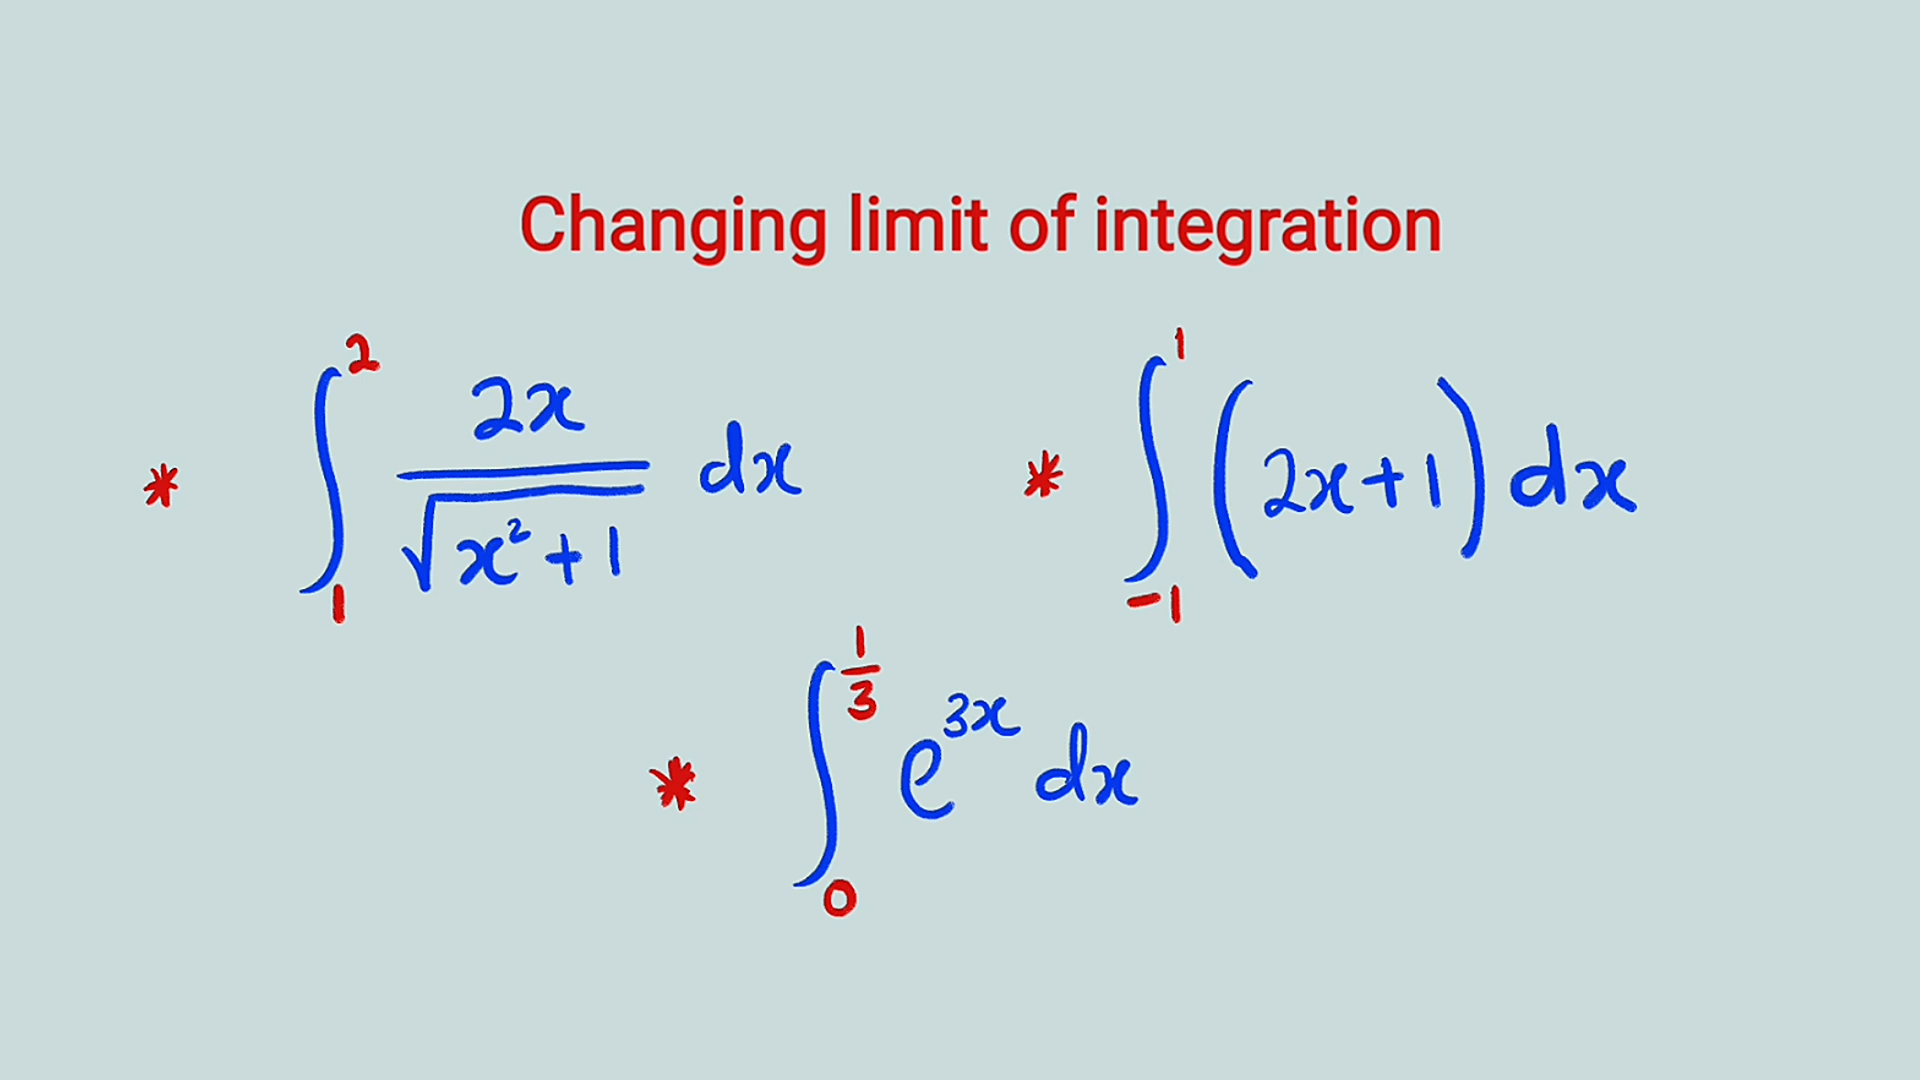 Changing limit of integration
* ∫₁² 2x/√(x²+1) dx
* ∫₋₁¹ (2x+1) dx
* ∫₀^(1/3) e^(3x) dx